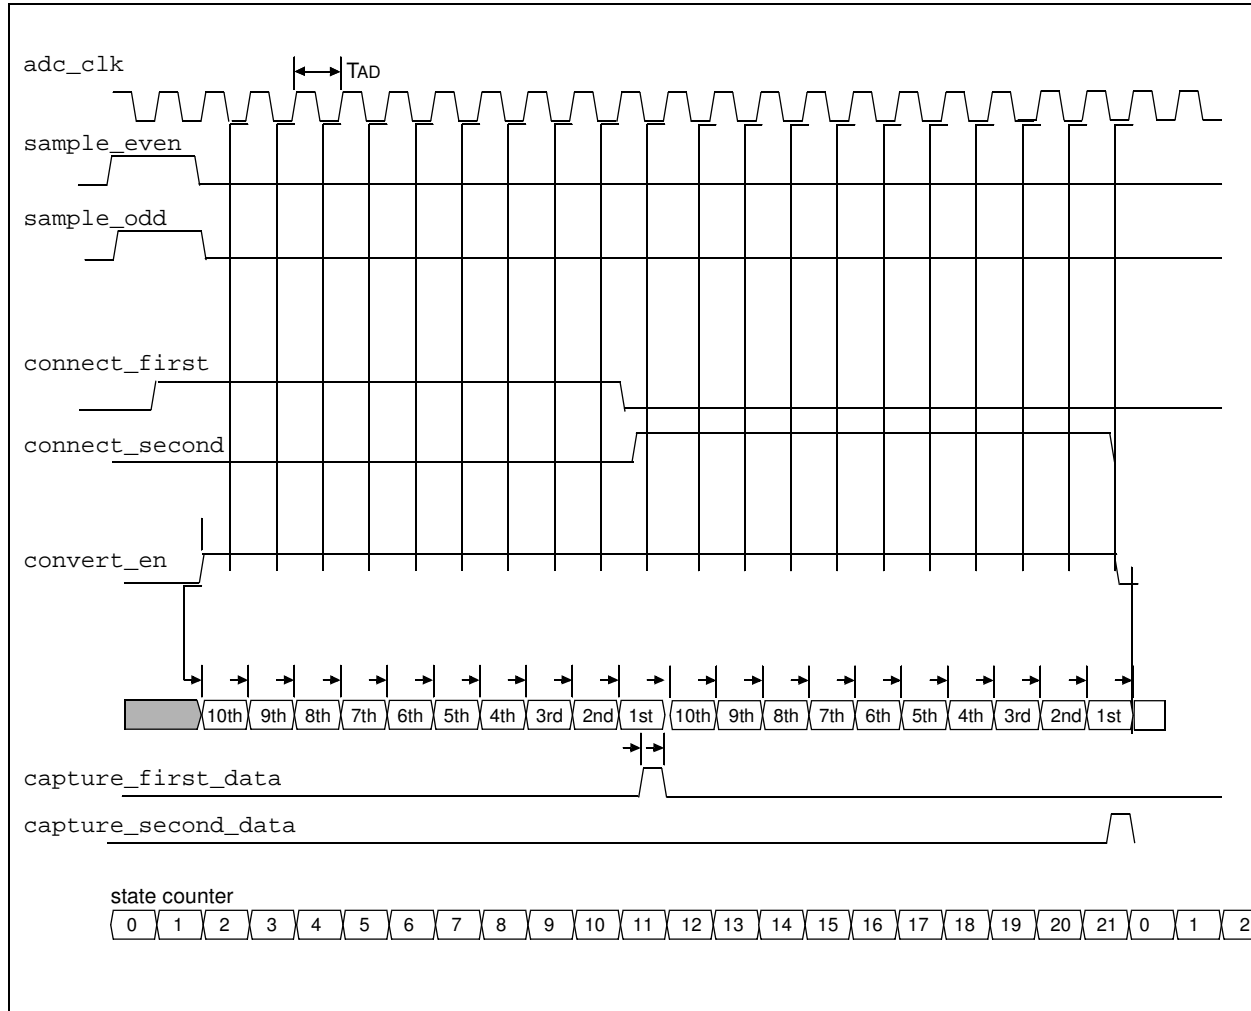 adc_clk
TAD
sample_even
sample_odd
connect_first
connect_second
convert_en
10th 9th 8th 7th 6th 5th 4th 3rd 2nd 1st 10th 9th 8th 7th 6th 5th 4th 3rd 2nd 1st
capture_first_data
capture_second_data
state counter
0 1 2 3 4 5 6 7 8 9 10 11 12 13 14 15 16 17 18 19 20 21 0 1 2